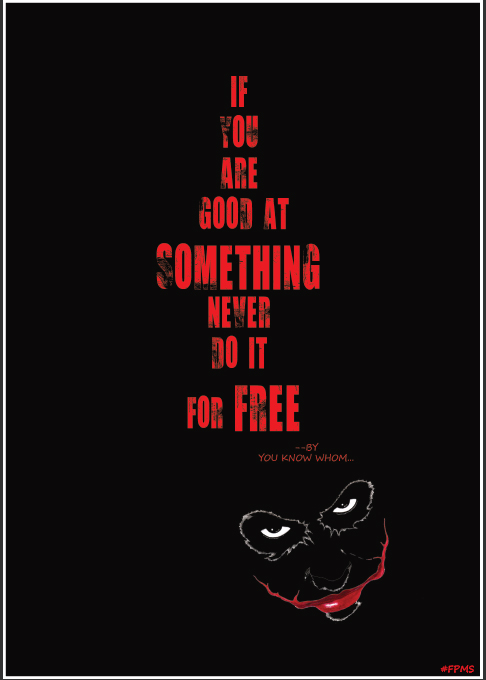 IF
YOU
ARE
GOOD AT
SOMETHING
NEVER
DO IT
FOR FREE
--BY
YOU KNOW WHOM...
#FPMS